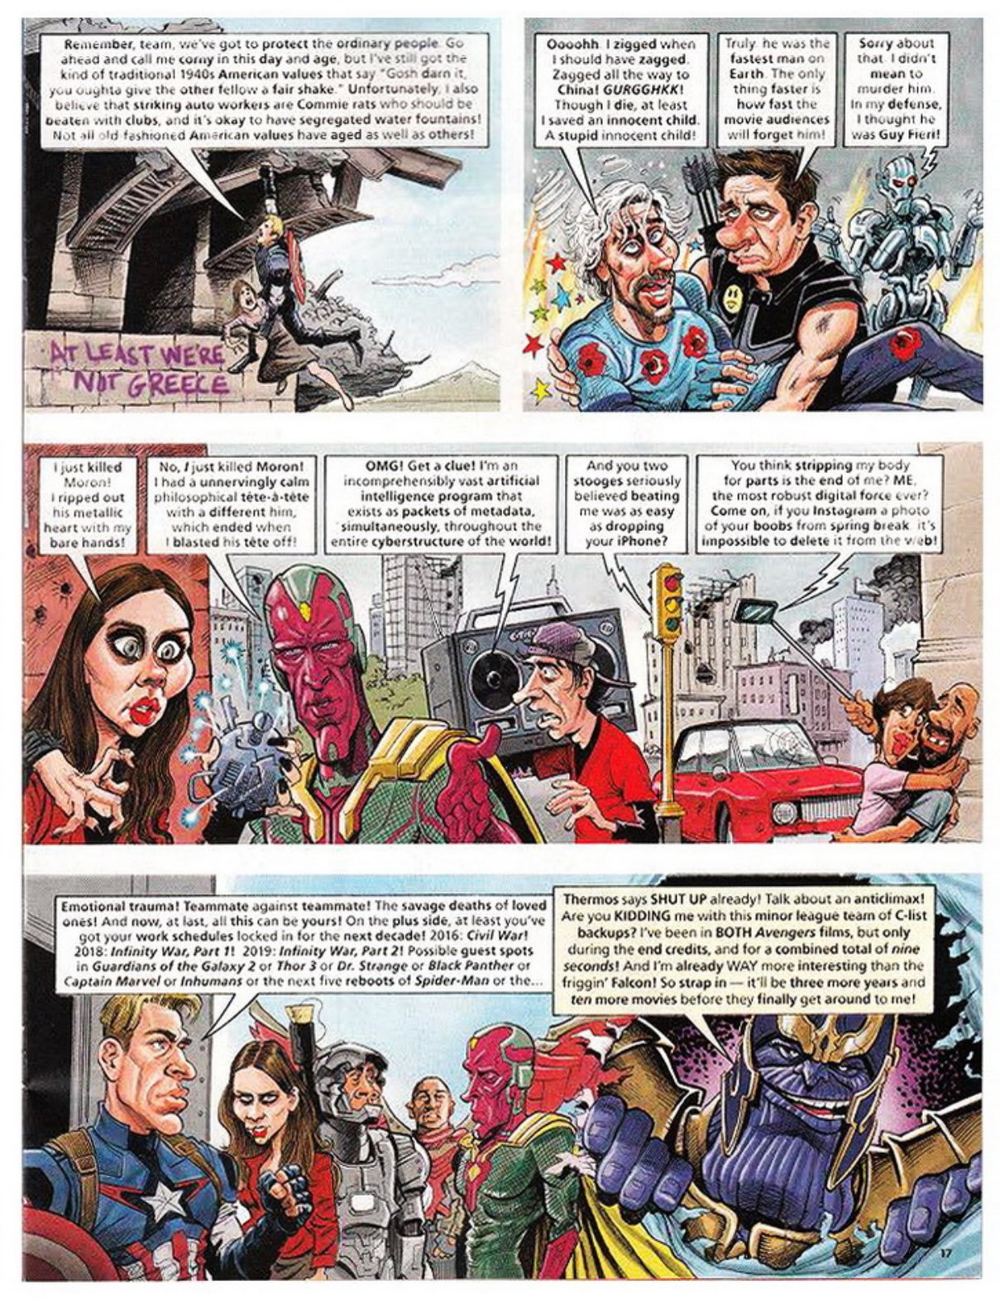 Remember, team, we've got to protect the ordinary people. Go
ahead and call me corny in this day and age, but I've still got the
kind of traditional 1940s American values that say "Gosh darn it,
you oughta give the other fellow a fair shake." Unfortunately, I also
believe that striking auto workers are Commie rats who should be
beaten with clubs, and it's okay to have segregated water fountains!
Not all old fashioned American values have aged as well as others!
AT LEAST WE'RE
NOT GREECE
Oooohh. I zigged when
I should have zagged.
Zagged all the way to
China! GURGGHKK!
Though I die, at least
I saved an innocent child.
A stupid innocent child!
Truly, he was the
fastest man on
Earth. The only
thing faster is
how fast the
movie audiences
will forget him!
Sorry about
that. I didn't
mean to
murder him.
In my defense,
I thought he
was Guy Fieri!
I just killed
Moron!
I ripped out
his metallic
heart with my
bare hands!
No, I just killed Moron!
I had a unnervingly calm
philosophical tête-à-tête
with a different him,
which ended when
I blasted his tête off!
OMG! Get a clue! I'm an
incomprehensibly vast artificial
intelligence program that
exists as packets of metadata,
simultaneously, throughout the
entire cyberstructure of the world!
And you two
stooges seriously
believed beating
me was as easy
as dropping
your iPhone?
You think stripping my body
for parts is the end of me? ME,
the most robust digital force ever?
Come on, if you Instagram a photo
of your boobs from spring break it's
impossible to delete it from the web!
Emotional trauma! Teammate against teammate! The savage deaths of loved
ones! And now, at last, all this can be yours! On the plus side, at least you've
got your work schedules locked in for the next decade! 2016: Civil War!
2018: Infinity War, Part 1! 2019: Infinity War, Part 2! Possible guest spots
in Guardians of the Galaxy 2 or Thor 3 or Dr. Strange or Black Panther or
Captain Marvel or Inhumans or the next five reboots of Spider-Man or the...
Thermos says SHUT UP already! Talk about an anticlimax!
Are you KIDDING me with this minor league team of C-list
backups? I've been in BOTH Avengers films, but only
during the end credits, and for a combined total of nine
seconds! And I'm already WAY more interesting than the
friggin' Falcon! So strap in — it'll be three more years and
ten more movies before they finally get around to me!
17